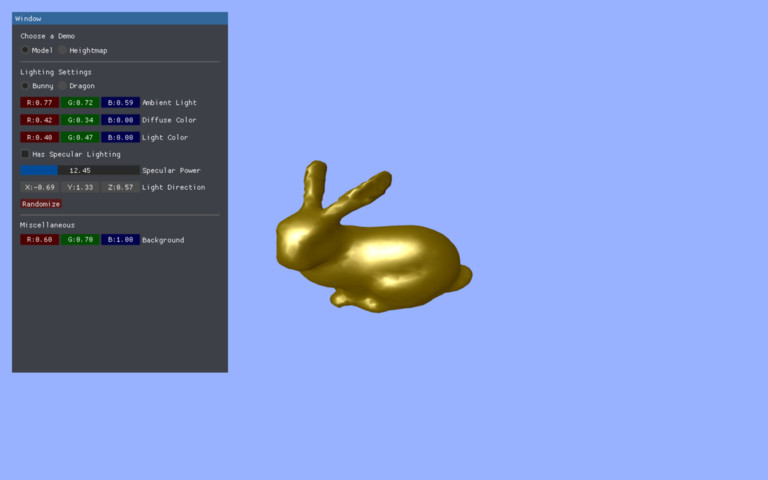 Window
Choose a Demo
Model Heightmap
Lighting Settings
Bunny Dragon
R:0.77 G:0.72 B:0.59 Ambient Light
R:0.42 G:0.34 B:0.00 Diffuse Color
R:0.40 G:0.47 B:0.00 Light Color
Has Specular Lighting
12.45 Specular Power
X:-0.69 Y:1.33 Z:0.57 Light Direction
Randomize
Miscellaneous
R:0.60 G:0.70 B:1.00 Background